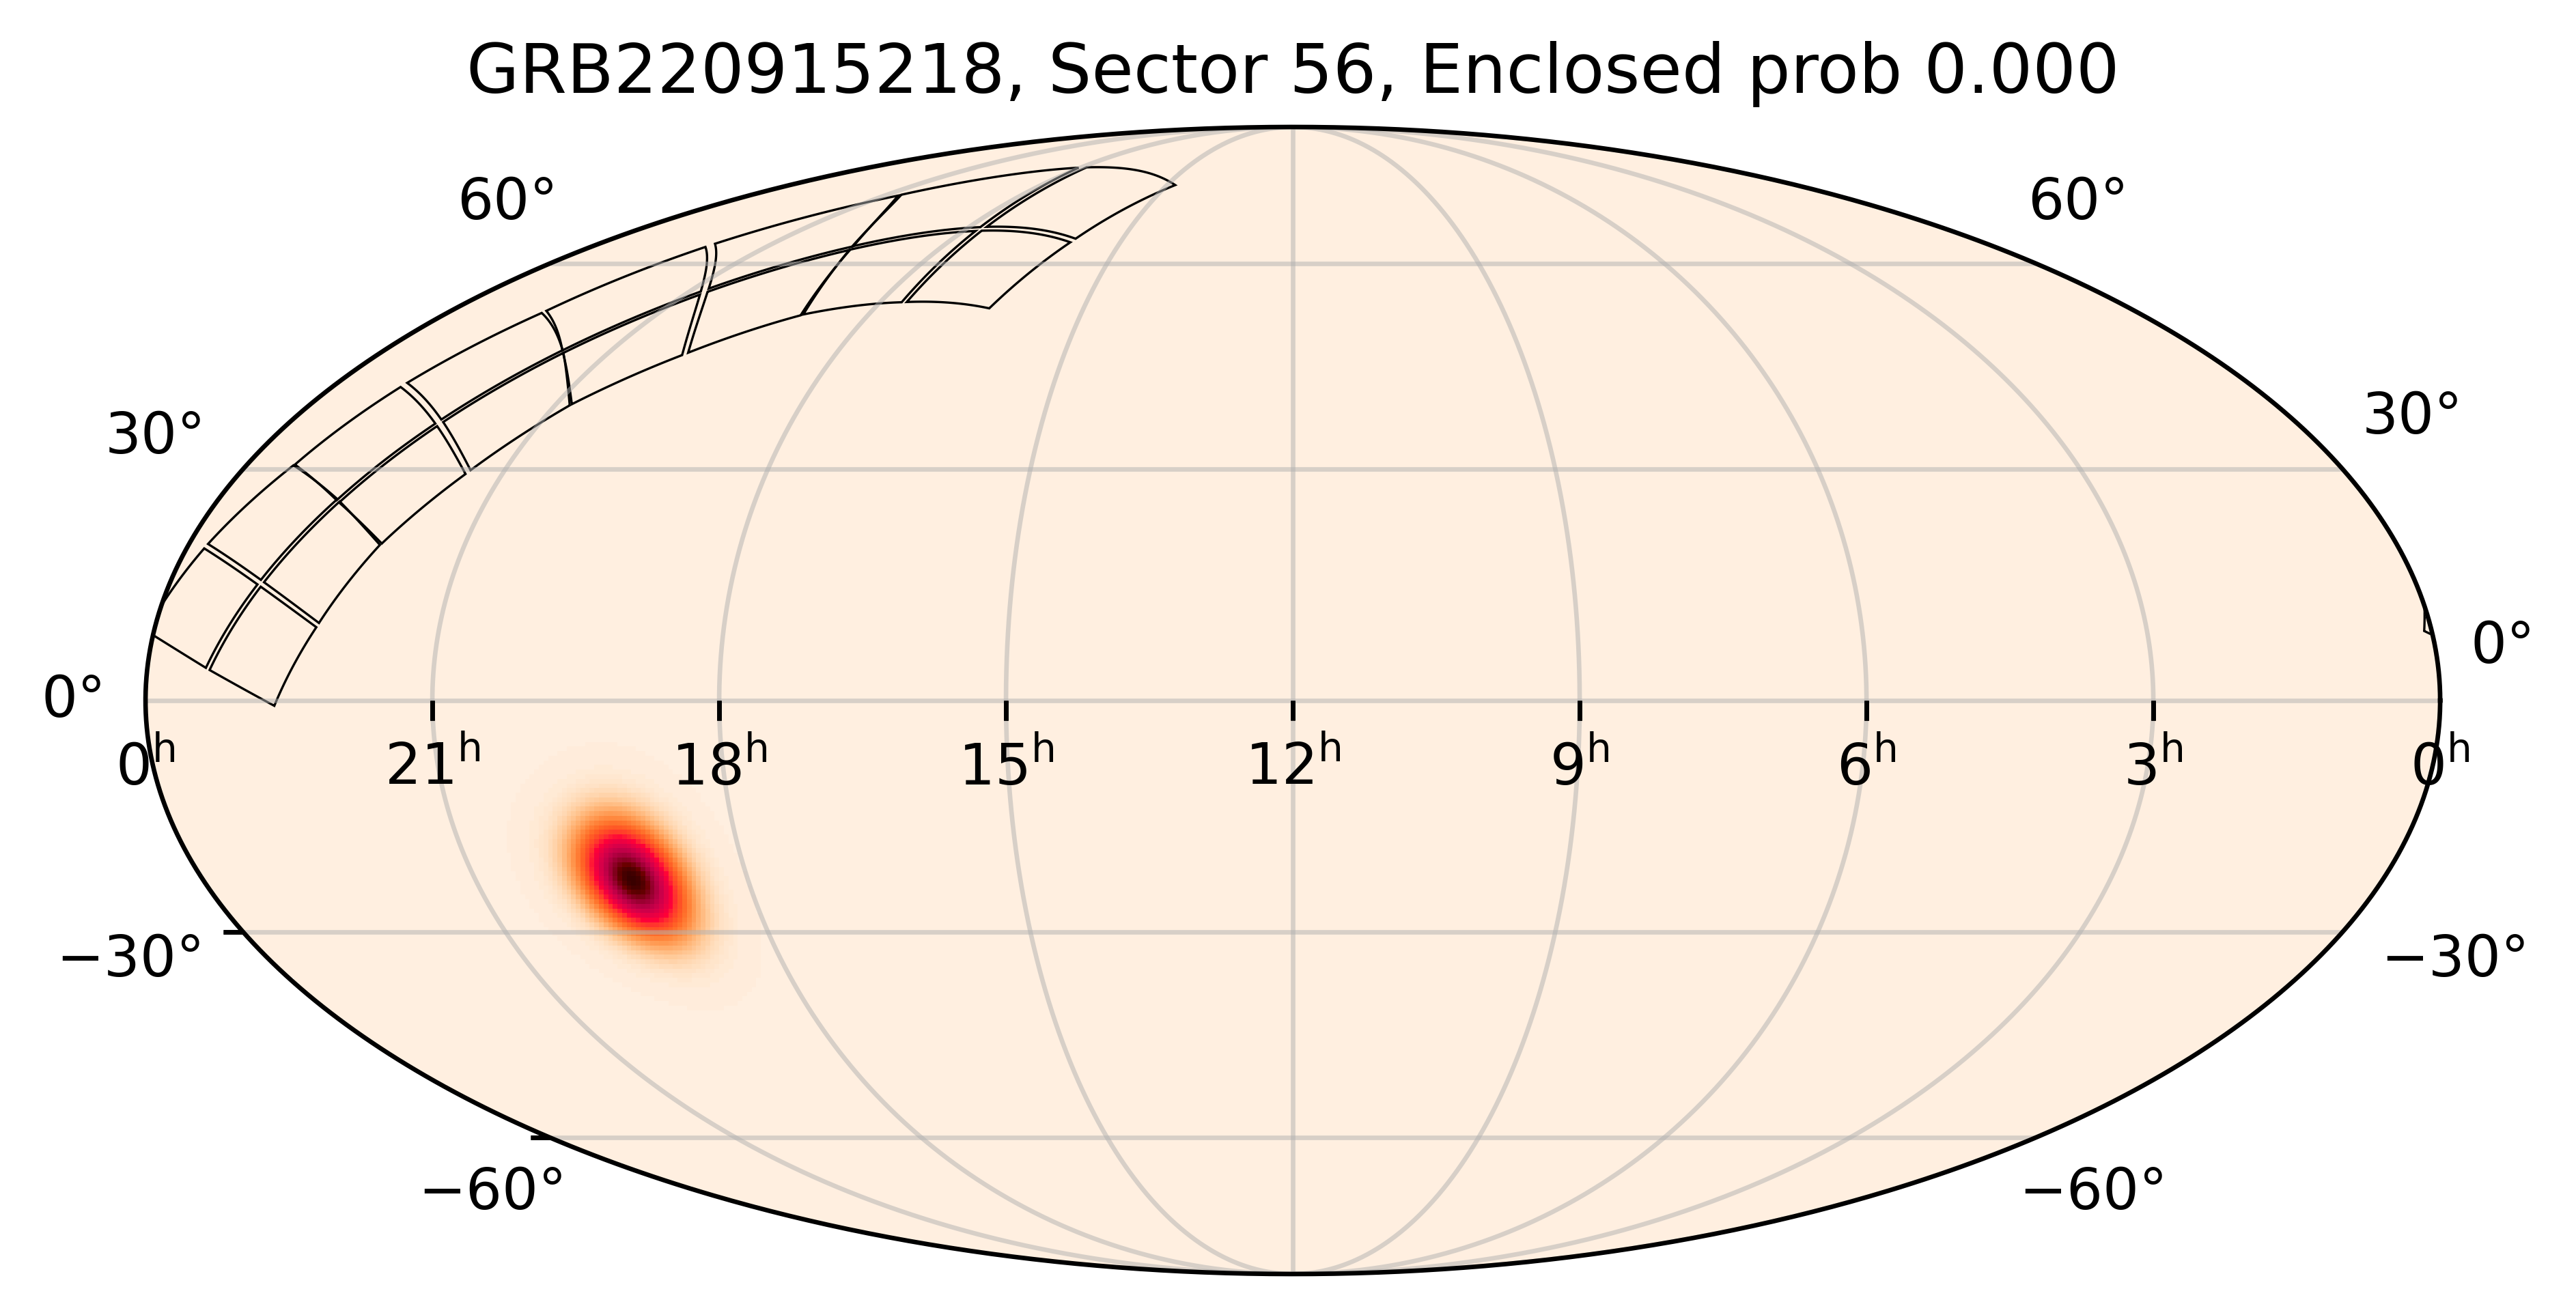 GRB220915218, Sector 56, Enclosed prob 0.000
60° 60°
30° 30°
0° 0°
0h 21h 18h 15h 12h 9h 6h 3h 0h
−30° −30°
−60° −60°